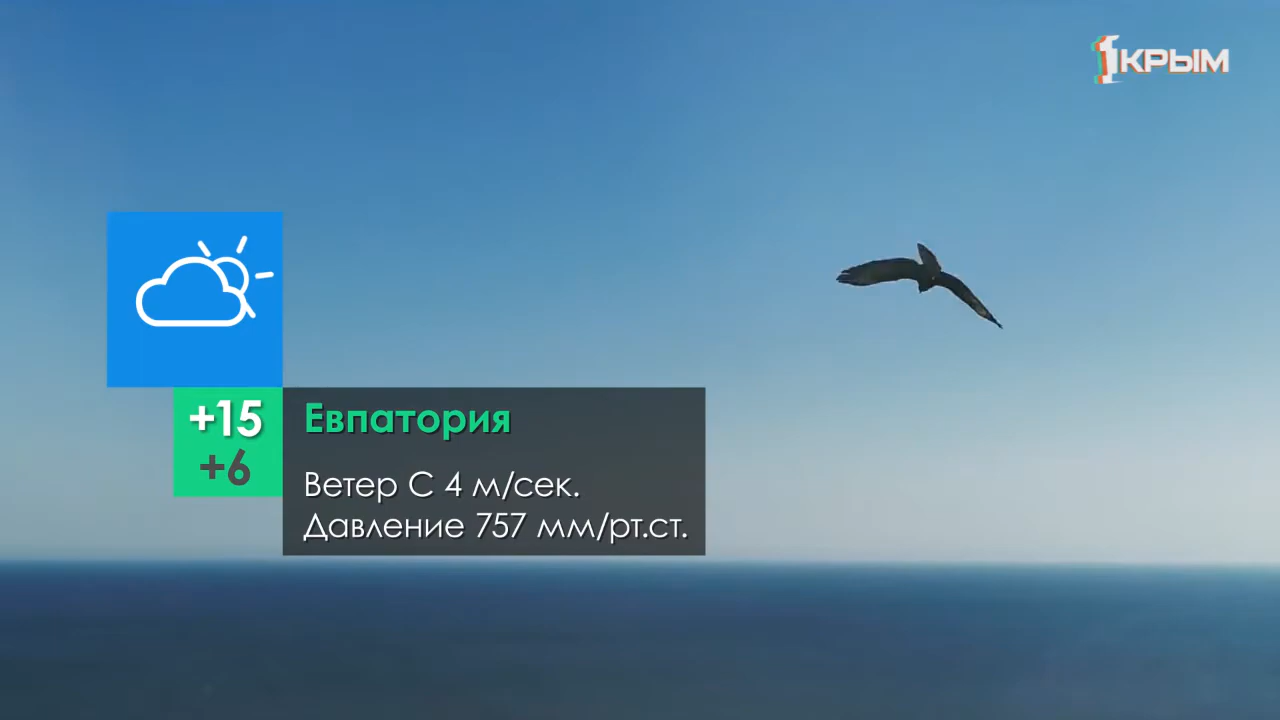 1КРЫМ
+15
+6
Евпатория
Ветер С 4 м/сек.
Давление 757 мм/рт.ст.